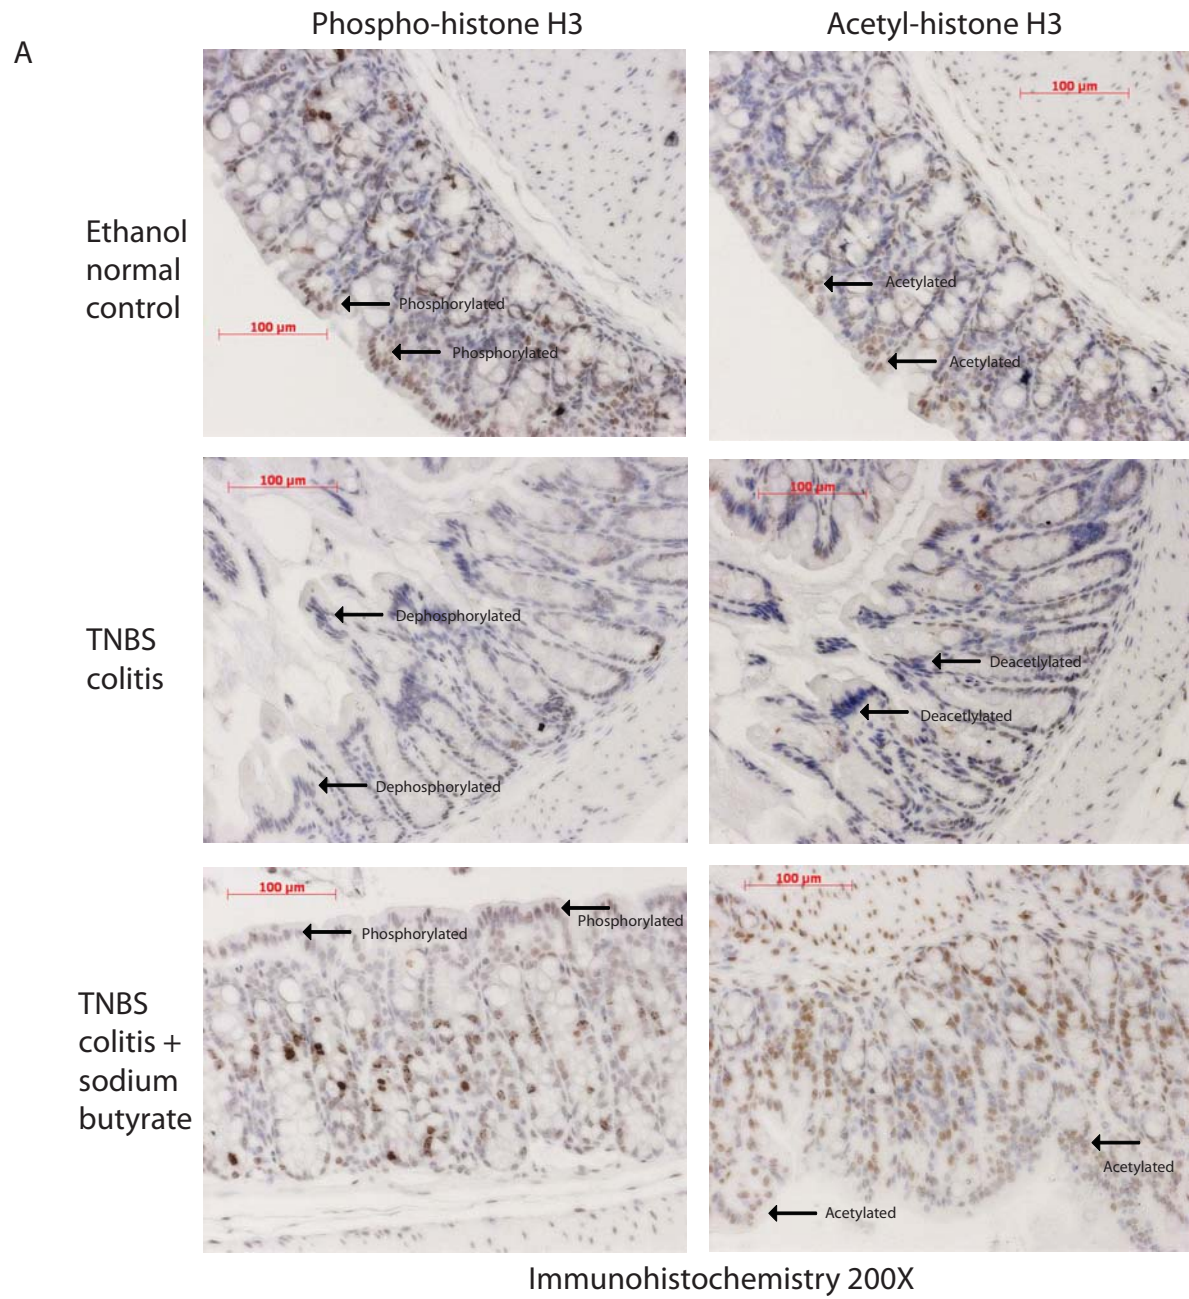 A
Phospho-histone H3
Acetyl-histone H3
Ethanol
normal
control
100 µm
Phosphorylated
Phosphorylated
100 µm
Acetylated
Acetylated
TNBS
colitis
100 µm
Dephosphorylated
Dephosphorylated
100 µm
Deacetlylated
Deacetlylated
TNBS
colitis +
sodium
butyrate
100 µm
Phosphorylated
Phosphorylated
100 µm
Acetylated
Acetylated
Immunohistochemistry 200X